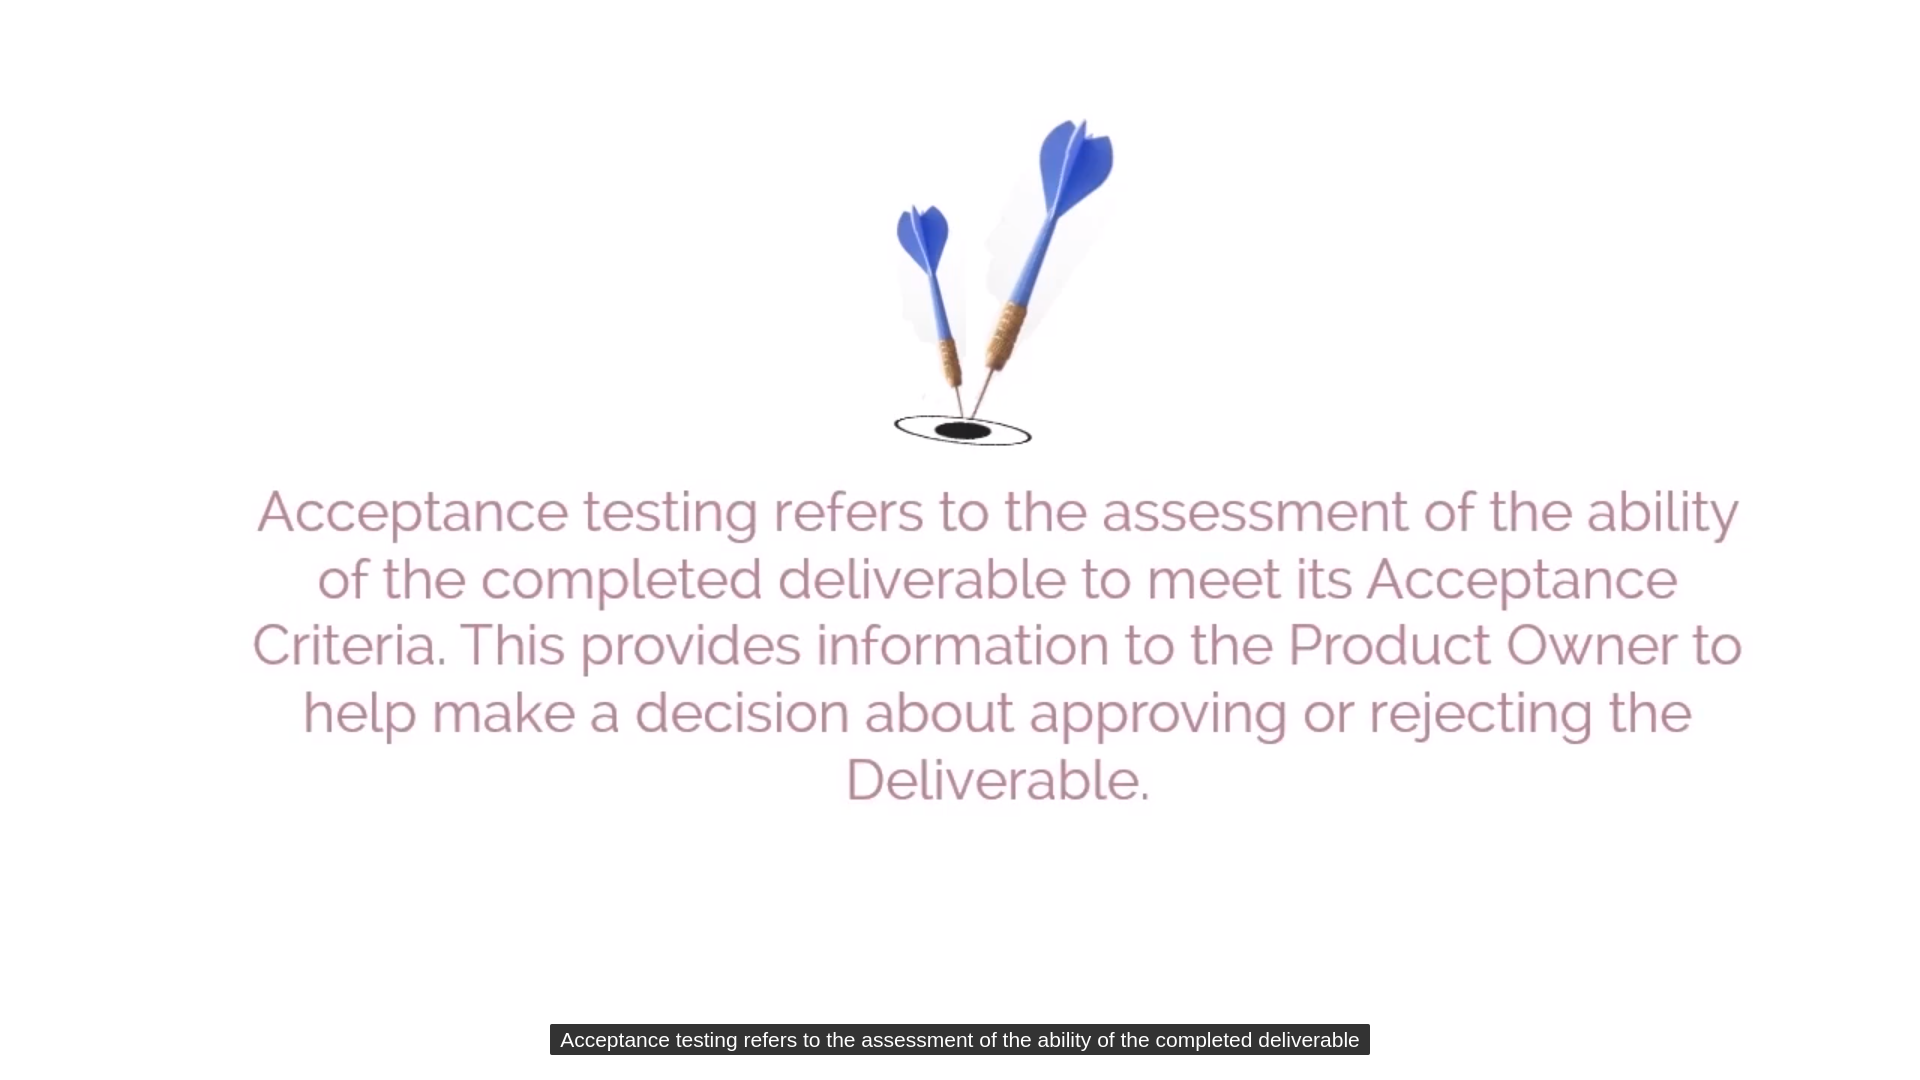 Acceptance testing refers to the assessment of the ability
of the completed deliverable to meet its Acceptance
Criteria. This provides information to the Product Owner to
help make a decision about approving or rejecting the
Deliverable.
Acceptance testing refers to the assessment of the ability of the completed deliverable